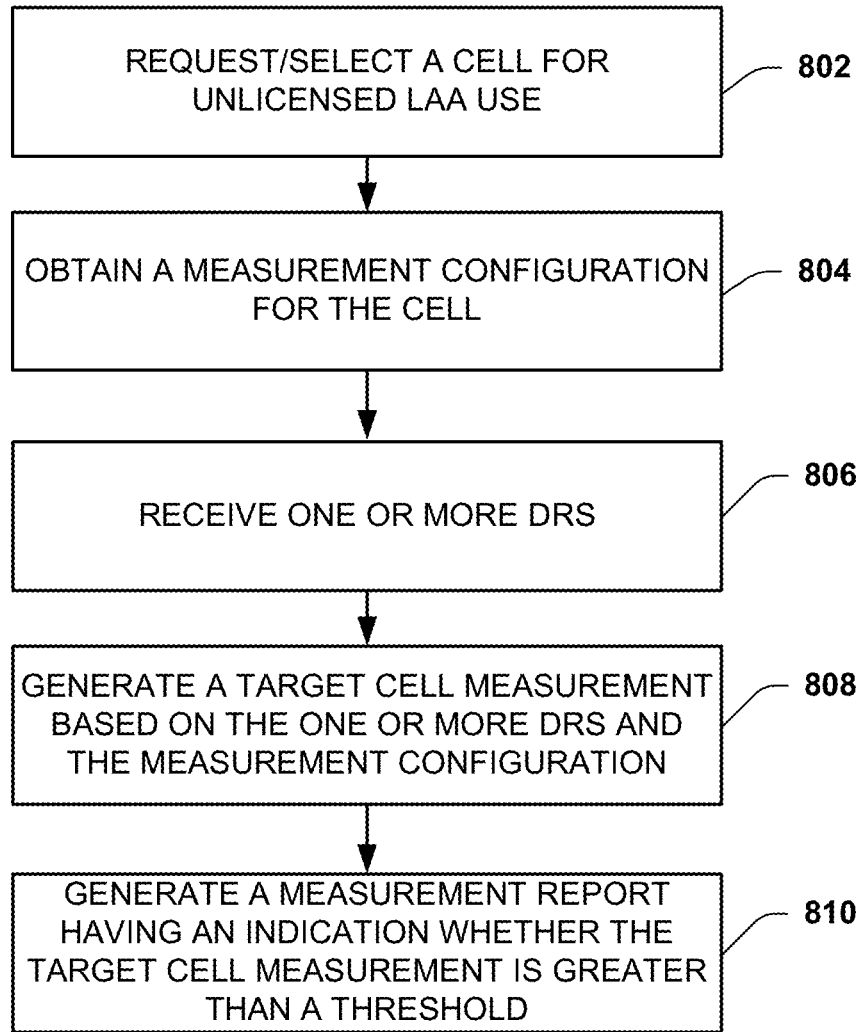 REQUEST/SELECT A CELL FOR
UNLICENSED LAA USE
802
OBTAIN A MEASUREMENT CONFIGURATION
FOR THE CELL
804
RECEIVE ONE OR MORE DRS
806
GENERATE A TARGET CELL MEASUREMENT
BASED ON THE ONE OR MORE DRS AND
THE MEASUREMENT CONFIGURATION
808
GENERATE A MEASUREMENT REPORT
HAVING AN INDICATION WHETHER THE
TARGET CELL MEASUREMENT IS GREATER
THAN A THRESHOLD
810